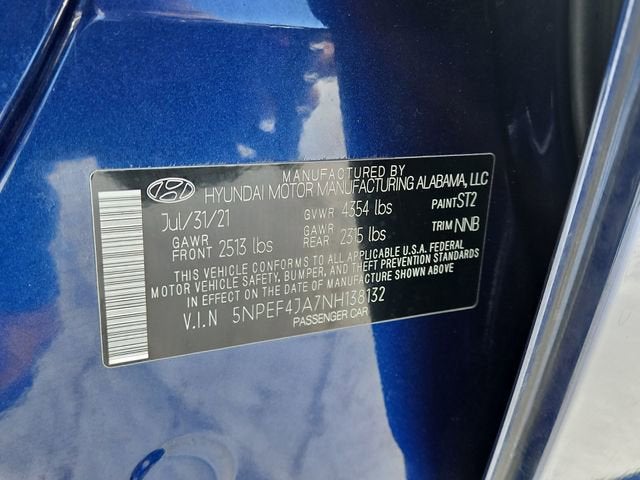 MANUFACTURED BY
HYUNDAI MOTOR MANUFACTURING ALABAMA, LLC
Jul/31/21 GVWR 4354 lbs PAINT ST2
GAWR FRONT 2513 lbs GAWR REAR 2315 lbs TRIM NNB
THIS VEHICLE CONFORMS TO ALL APPLICABLE U.S.A. FEDERAL
MOTOR VEHICLE SAFETY, BUMPER, AND THEFT PREVENTION STANDARDS
IN EFFECT ON THE DATE OF MANUFACTURE SHOWN ABOVE
V.I.N 5NPEF4JA7NH138132
PASSENGER CAR